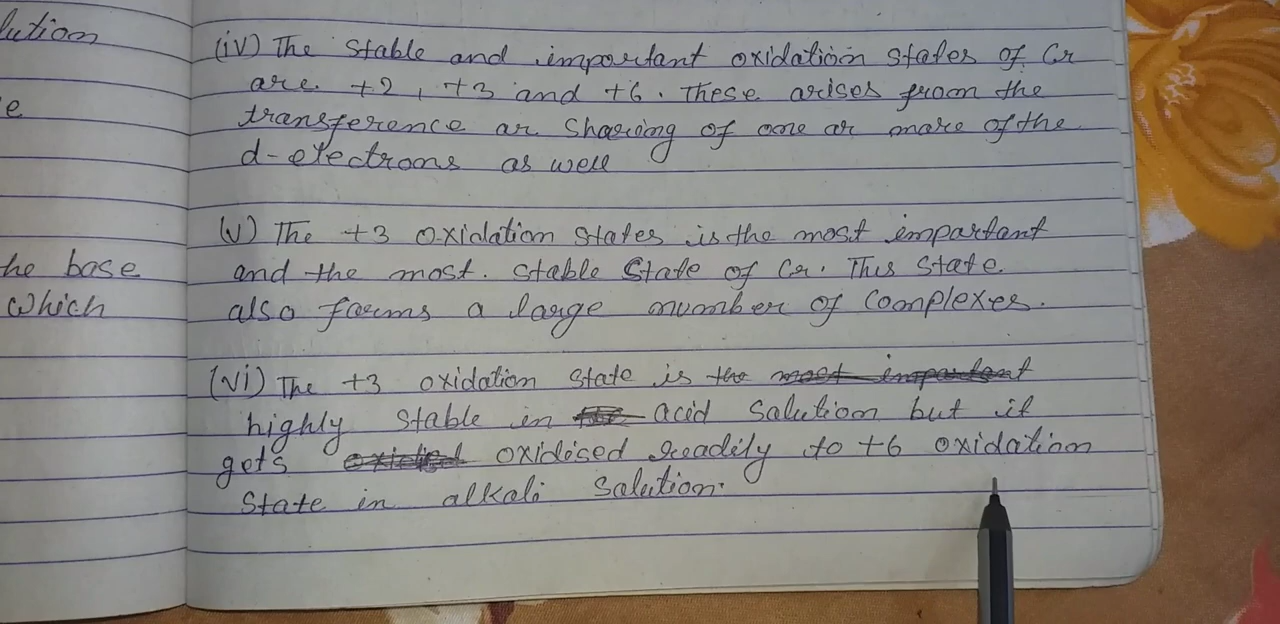 lution
e
he base
which
(iv) The stable and important oxidation states of Cr
are +2, +3 and +6. These arises from the
transference or sharing of one or more of the
d-electrons as well
(v) The +3 oxidation states is the most important
and the most. stable state of Cr. This state
also forms a large number of complexes.
(vi) The +3 oxidation state is the most important
highly stable in acid solution but it
gets oxidised readily to +6 oxidation
state in alkali solution.